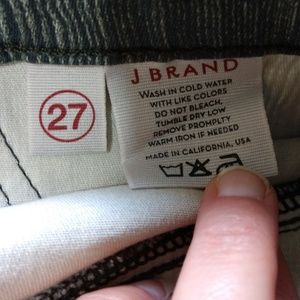 27
J BRAND
WASH IN COLD WATER
WITH LIKE COLORS
DO NOT BLEACH,
TUMBLE DRY LOW
REMOVE PROMPLTY
WARM IRON IF NEEDED
MADE IN CALIFORNIA, USA